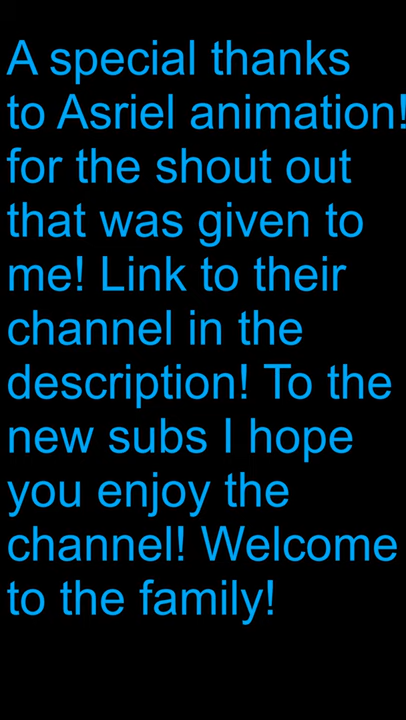 A special thanks
to Asriel animation!
for the shout out
that was given to
me! Link to their
channel in the
description! To the
new subs I hope
you enjoy the
channel! Welcome
to the family!